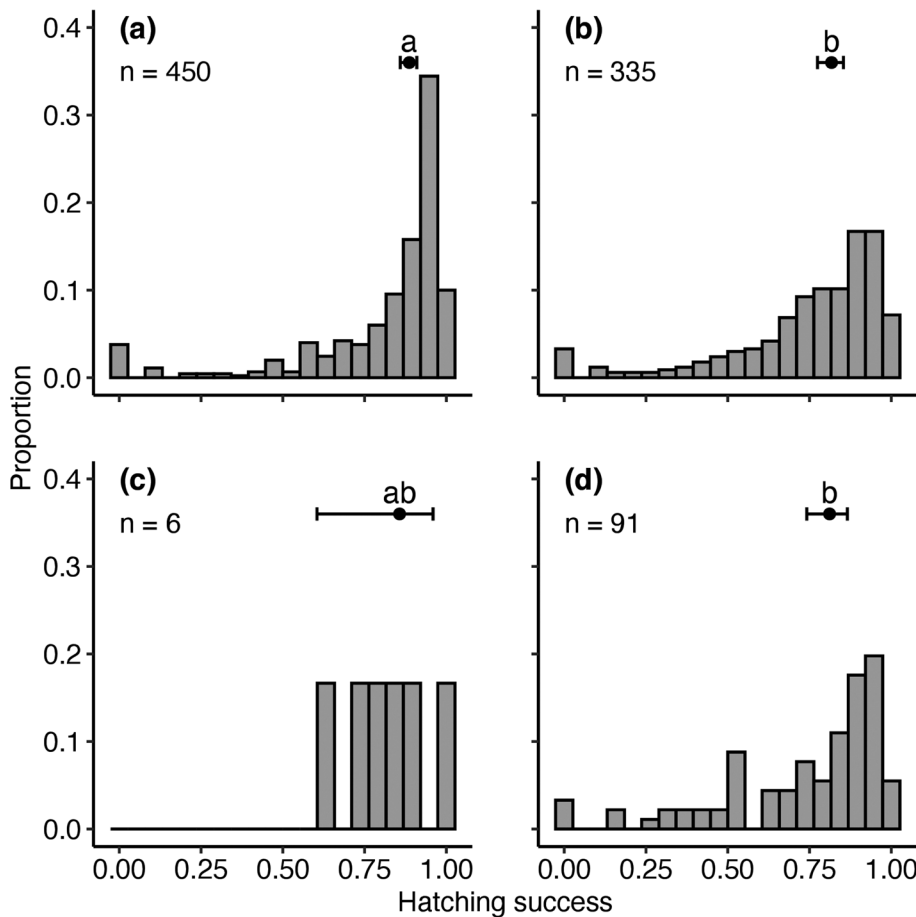 (a)
a
n = 450
0.4
0.3
0.2
0.1
0.0
(b)
b
n = 335
Proportion
(c)
ab
n = 6
0.4
0.3
0.2
0.1
0.0
(d)
b
n = 91
0.00 0.25 0.50 0.75 1.00
0.00 0.25 0.50 0.75 1.00
Hatching success